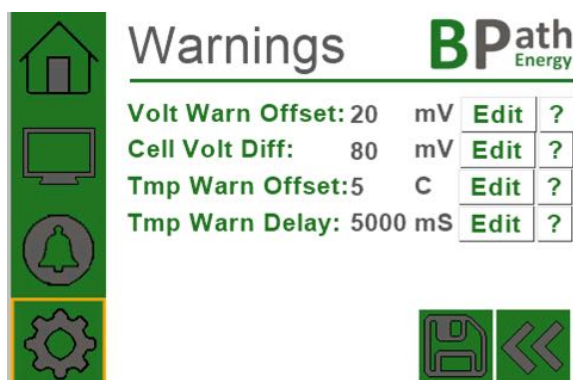 Warnings
BPath
Energy
Volt Warn Offset: 20 mV Edit ?
Cell Volt Diff: 80 mV Edit ?
Tmp Warn Offset:5 C Edit ?
Tmp Warn Delay: 5000 mS Edit ?